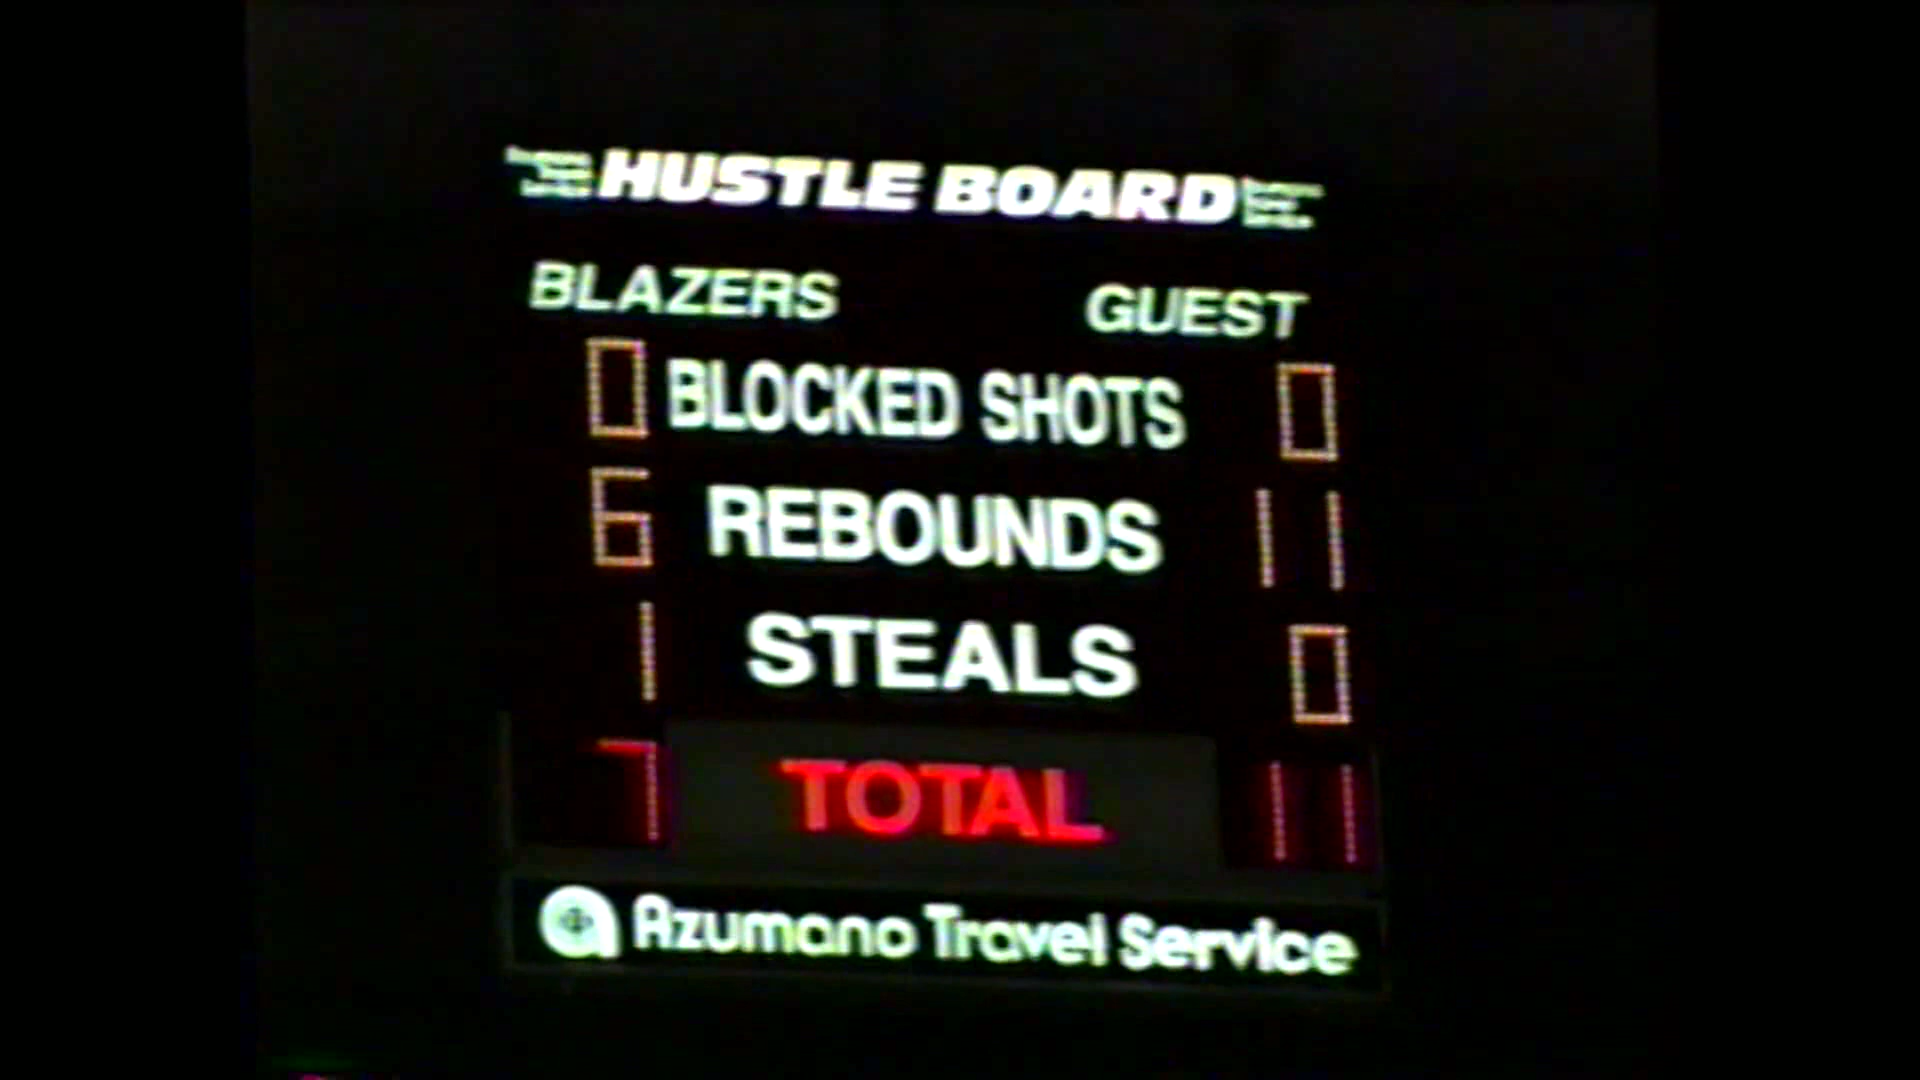 HUSTLE BOARD
BLAZERS GUEST
0 BLOCKED SHOTS 0
6 REBOUNDS 11
1 STEALS 0
7 TOTAL 11
Azumano Travel Service